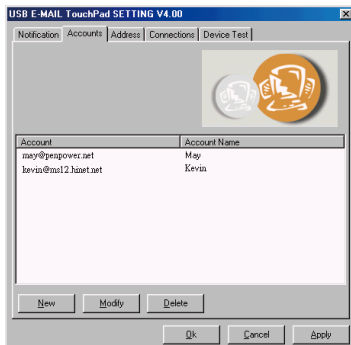 USB E-MAIL TouchPad SETTING V4.00
Notification Accounts Address Connections Device Test
Account Account Name
may@penpower.net May
kevin@ms12.hinet.net Kevin
New Modify Delete
Ok Cancel Apply